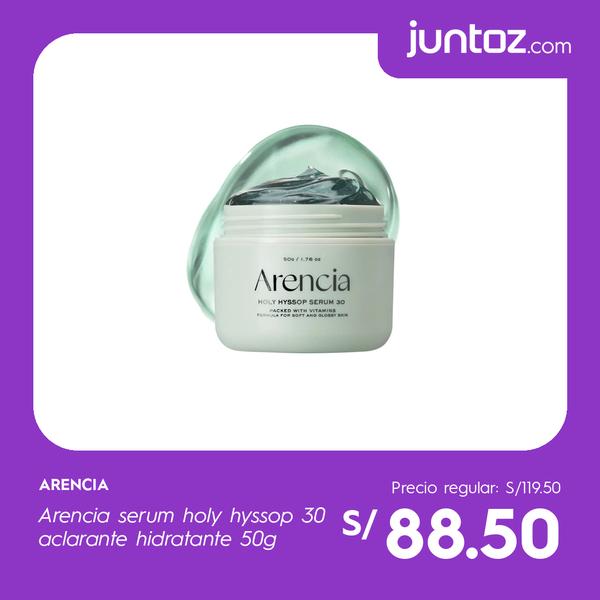 juntoz.com
50g / 1.76 oz
Arencia
HOLY HYSSOP SERUM 30
PACKED WITH VITAMINS
FORMULA FOR SOFT AND GLOSSY SKIN
ARENCIA
Arencia serum holy hyssop 30
aclarante hidratante 50g
Precio regular: S/119.50
S/ 88.50